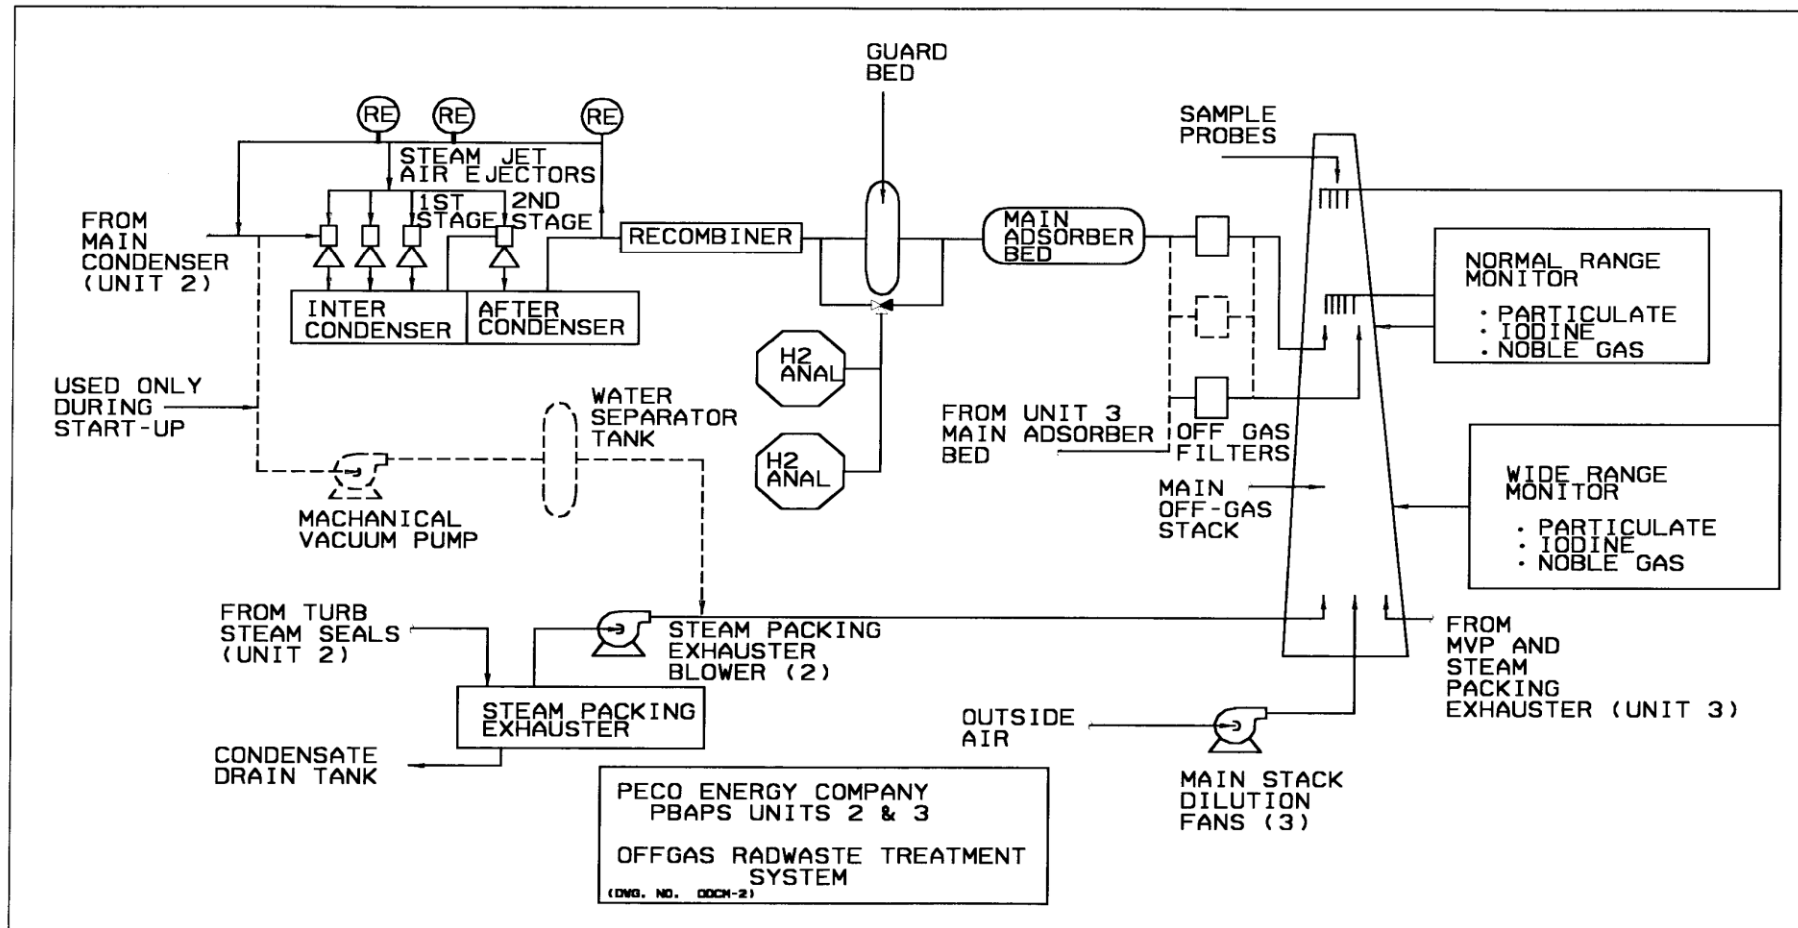 GUARD
BED
SAMPLE
PROBES
RE
RE
RE
STEAM JET
AIR EJECTORS
1ST
STAGE
2ND
STAGE
FROM
MAIN
CONDENSER
(UNIT 2)
RECOMBINER
MAIN
ADSORBER
BED
INTER
CONDENSER
AFTER
CONDENSER
NORMAL RANGE
MONITOR
· PARTICULATE
· IODINE
· NOBLE GAS
H2
ANAL
USED ONLY
DURING
START-UP
WATER
SEPARATOR
TANK
FROM UNIT 3
MAIN ADSORBER
BED
OFF GAS
FILTERS
H2
ANAL
MACHANICAL
VACUUM PUMP
MAIN
OFF-GAS
STACK
WIDE RANGE
MONITOR
· PARTICULATE
· IODINE
· NOBLE GAS
FROM TURB
STEAM SEALS
(UNIT 2)
STEAM PACKING
EXHAUSTER
BLOWER (2)
FROM
MVP AND
STEAM
PACKING
EXHAUSTER (UNIT 3)
STEAM PACKING
EXHAUSTER
OUTSIDE
AIR
CONDENSATE
DRAIN TANK
MAIN STACK
DILUTION
FANS (3)
PECO ENERGY COMPANY
PBAPS UNITS 2 & 3
OFFGAS RADWASTE TREATMENT
SYSTEM
(DWG. NO. ODCM-2)